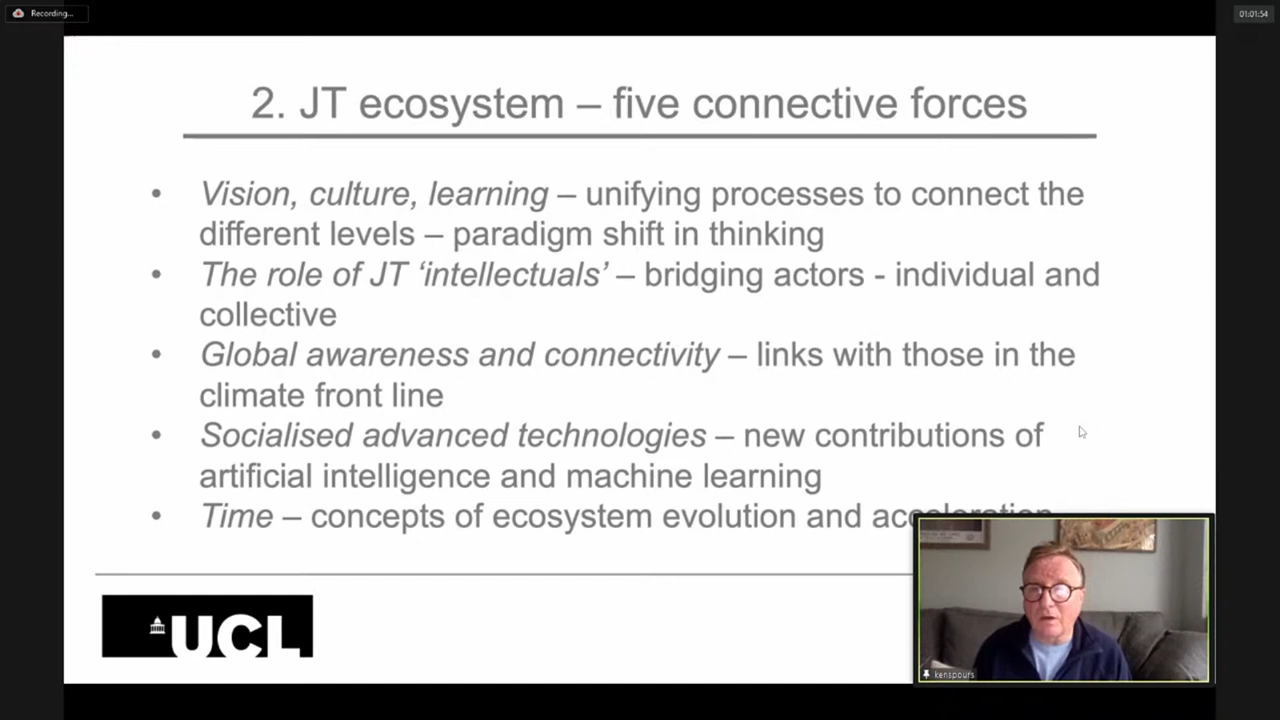 Recording...
01:01:54
2. JT ecosystem – five connective forces
• Vision, culture, learning – unifying processes to connect the
different levels – paradigm shift in thinking
• The role of JT ‘intellectuals’ – bridging actors - individual and
collective
• Global awareness and connectivity – links with those in the
climate front line
• Socialised advanced technologies – new contributions of
artificial intelligence and machine learning
• Time – concepts of ecosystem evolution and acceleration
UCL
kenspours